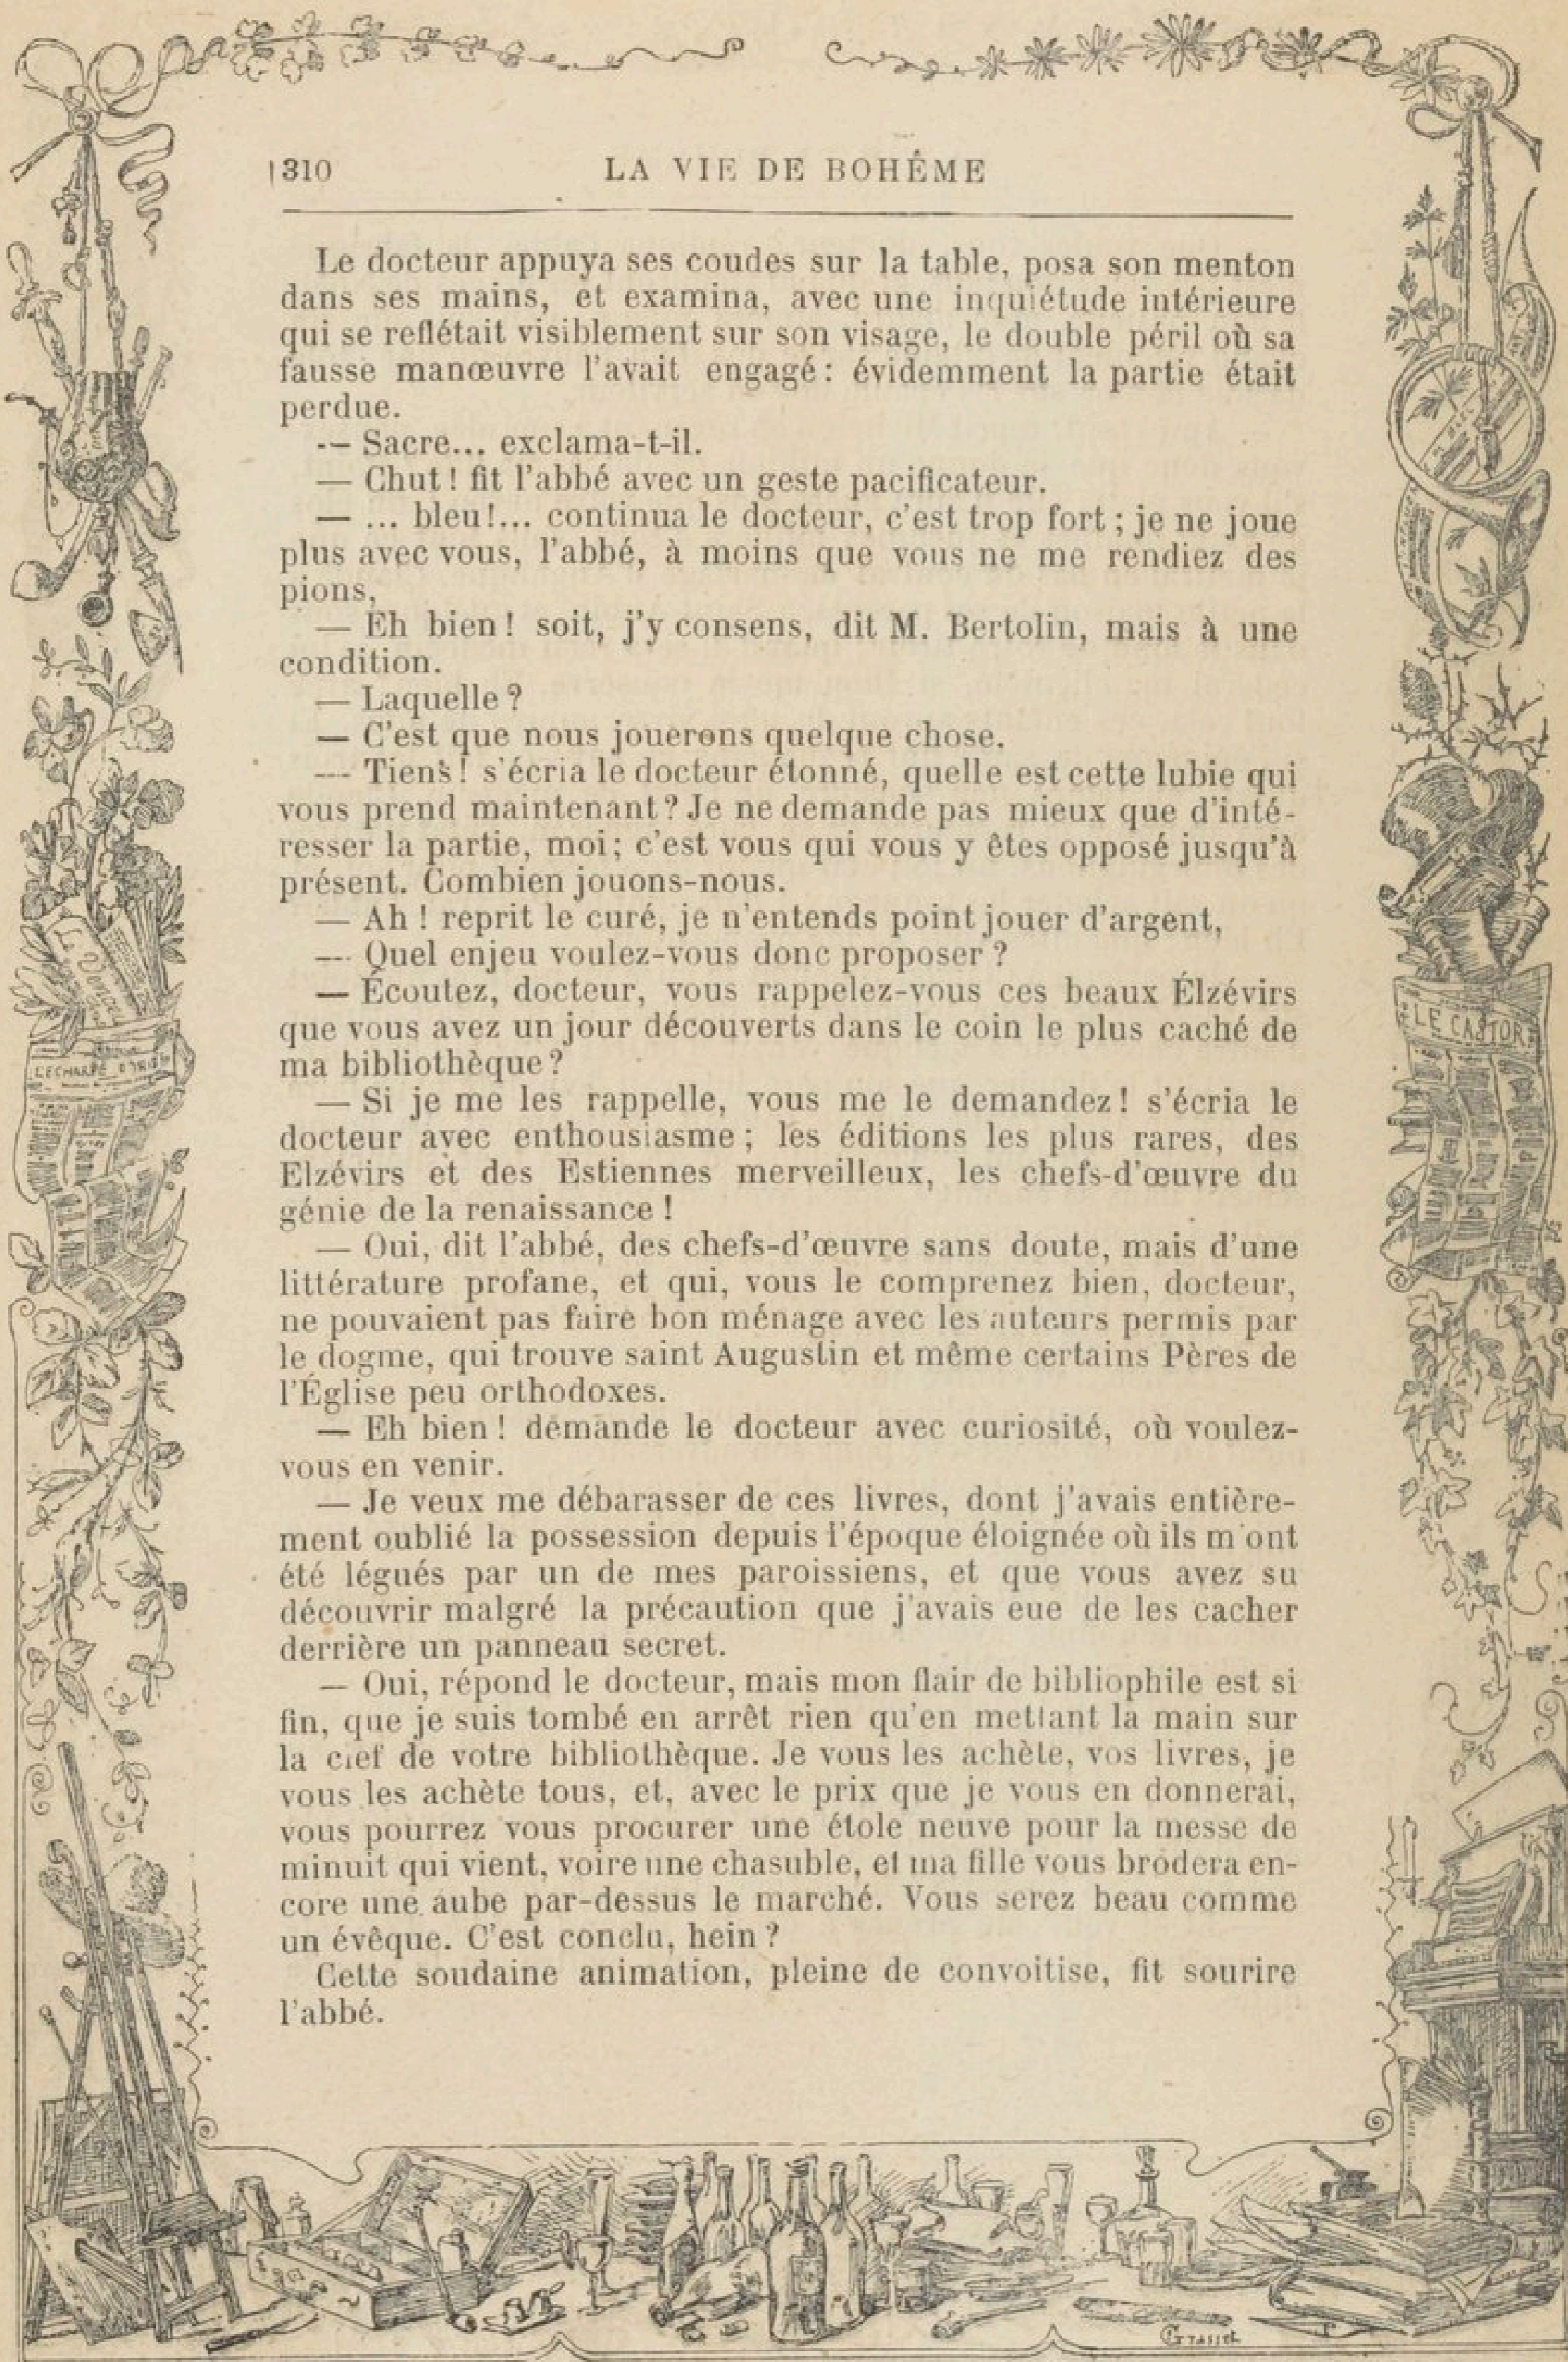 310
LA VIE DE BOHÊME
Le docteur appuya ses coudes sur la table, posa son menton
dans ses mains, et examina, avec une inquiétude intérieure
qui se reflétait visiblement sur son visage, le double péril où sa
fausse manœuvre l'avait engagé : évidemment la partie était
perdue.
— Sacre... exclama-t-il.
— Chut ! fit l'abbé avec un geste pacificateur.
— ... bleu !... continua le docteur, c'est trop fort ; je ne joue
plus avec vous, l'abbé, à moins que vous ne me rendiez des
pions,
— Eh bien ! soit, j'y consens, dit M. Bertolin, mais à une
condition.
— Laquelle ?
— C'est que nous jouerons quelque chose.
— Tiens ! s'écria le docteur étonné, quelle est cette lubie qui
vous prend maintenant ? Je ne demande pas mieux que d'inté-
resser la partie, moi ; c'est vous qui vous y êtes opposé jusqu'à
présent. Combien jouons-nous.
— Ah ! reprit le curé, je n'entends point jouer d'argent,
— Quel enjeu voulez-vous donc proposer ?
— Écoutez, docteur, vous rappelez-vous ces beaux Élzévirs
que vous avez un jour découverts dans le coin le plus caché de
ma bibliothèque ?
— Si je me les rappelle, vous me le demandez ! s'écria le
docteur avec enthousiasme ; les éditions les plus rares, des
Elzévirs et des Estiennes merveilleux, les chefs-d'œuvre du
génie de la renaissance !
— Oui, dit l'abbé, des chefs-d'œuvre sans doute, mais d'une
littérature profane, et qui, vous le comprenez bien, docteur,
ne pouvaient pas faire bon ménage avec les auteurs permis par
le dogme, qui trouve saint Augustin et même certains Pères de
l'Église peu orthodoxes.
— Eh bien ! demande le docteur avec curiosité, où voulez-
vous en venir.
— Je veux me débarasser de ces livres, dont j'avais entière-
ment oublié la possession depuis l'époque éloignée où ils m'ont
été légués par un de mes paroissiens, et que vous avez su
découvrir malgré la précaution que j'avais eue de les cacher
derrière un panneau secret.
— Oui, répond le docteur, mais mon flair de bibliophile est si
fin, que je suis tombé en arrêt rien qu'en mettant la main sur
la clef de votre bibliothèque. Je vous les achète, vos livres, je
vous les achète tous, et, avec le prix que je vous en donnerai,
vous pourrez vous procurer une étole neuve pour la messe de
minuit qui vient, voire une chasuble, et ma fille vous brodera en-
core une aube par-dessus le marché. Vous serez beau comme
un évêque. C'est conclu, hein ?
Cette soudaine animation, pleine de convoitise, fit sourire
l'abbé.
L'ECHARPE D'IRIS
LE CASTOR
Grasset